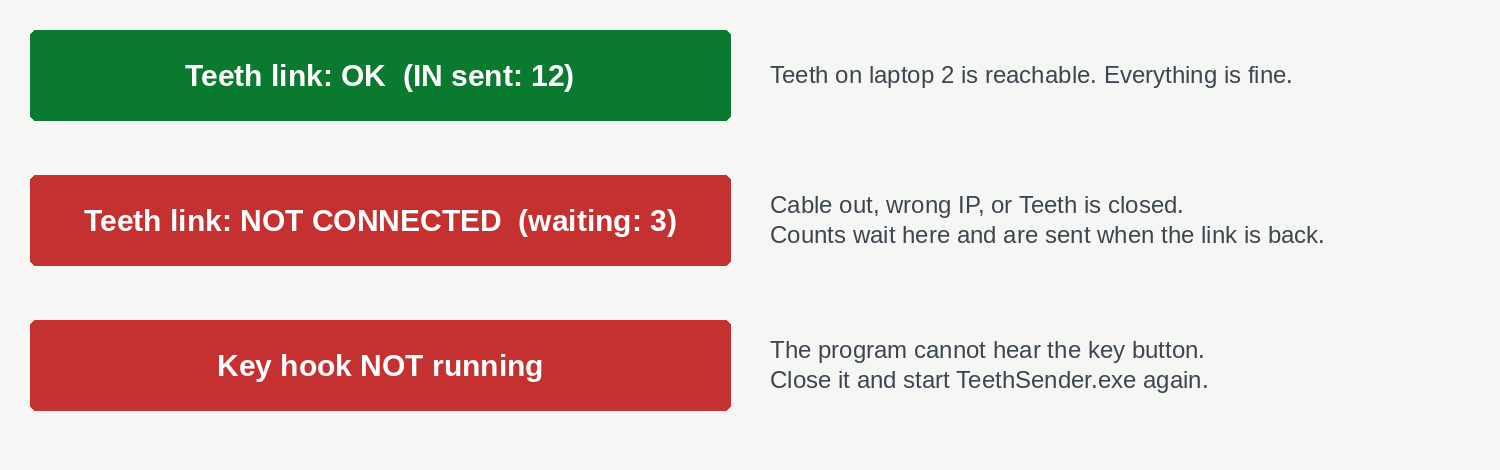 Teeth link: OK  (IN sent: 12)
Teeth on laptop 2 is reachable. Everything is fine.
Teeth link: NOT CONNECTED  (waiting: 3)
Cable out, wrong IP, or Teeth is closed.
Counts wait here and are sent when the link is back.
Key hook NOT running
The program cannot hear the key button.
Close it and start TeethSender.exe again.